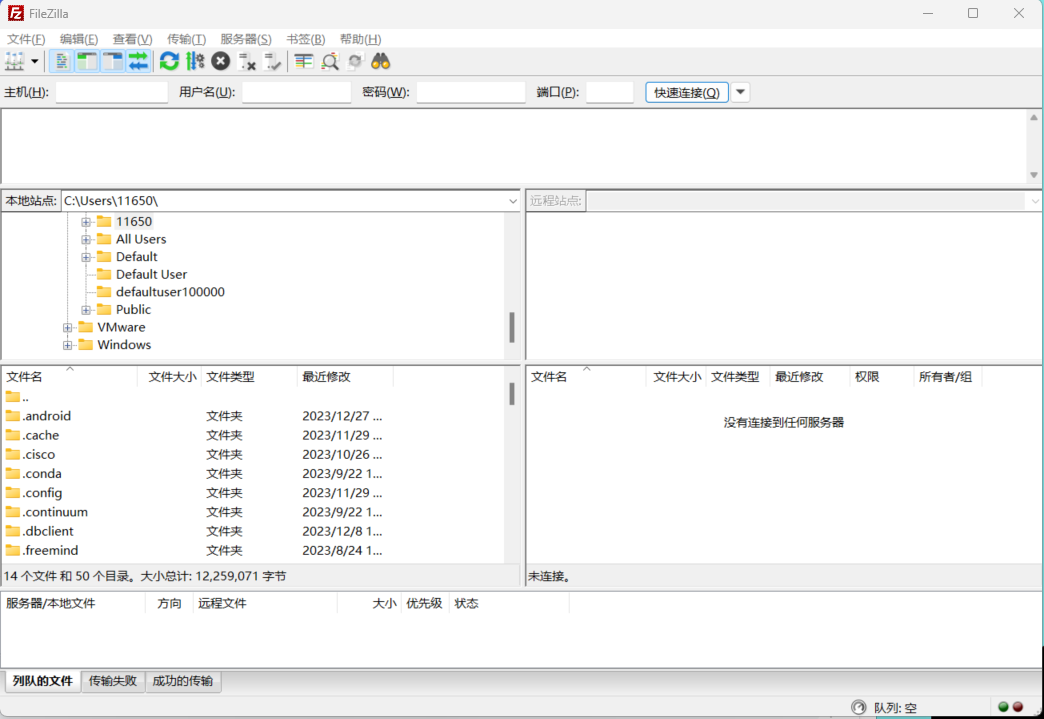 FileZilla
文件(F) 编辑(E) 查看(V) 传输(T) 服务器(S) 书签(B) 帮助(H)
主机(H): 用户名(U): 密码(W): 端口(P): 快速连接(Q)
本地站点: C:\Users\11650\
11650
All Users
Default
Default User
defaultuser100000
Public
VMware
Windows
远程站点:
文件名 文件大小 文件类型 最近修改
..
.android 文件夹 2023/12/27 ...
.cache 文件夹 2023/11/29 ...
.cisco 文件夹 2023/10/26 ...
.conda 文件夹 2023/9/22 1...
.config 文件夹 2023/11/29 ...
.continuum 文件夹 2023/9/22 1...
.dbclient 文件夹 2023/12/8 1...
.freemind 文件夹 2023/8/24 1...
14 个文件 和 50 个目录。大小总计: 12,259,071 字节
文件名 文件大小 文件类型 最近修改 权限 所有者/组
没有连接到任何服务器
未连接。
服务器/本地文件 方向 远程文件 大小 优先级 状态
列队的文件 传输失败 成功的传输
队列: 空